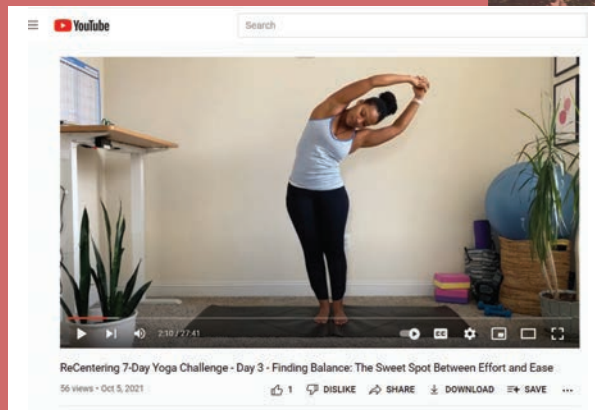 YouTube
Search
2:10 / 27:41
CC
ReCentering 7-Day Yoga Challenge - Day 3 - Finding Balance: The Sweet Spot Between Effort and Ease
56 views • Oct 5, 2021
1 DISLIKE SHARE DOWNLOAD SAVE ...